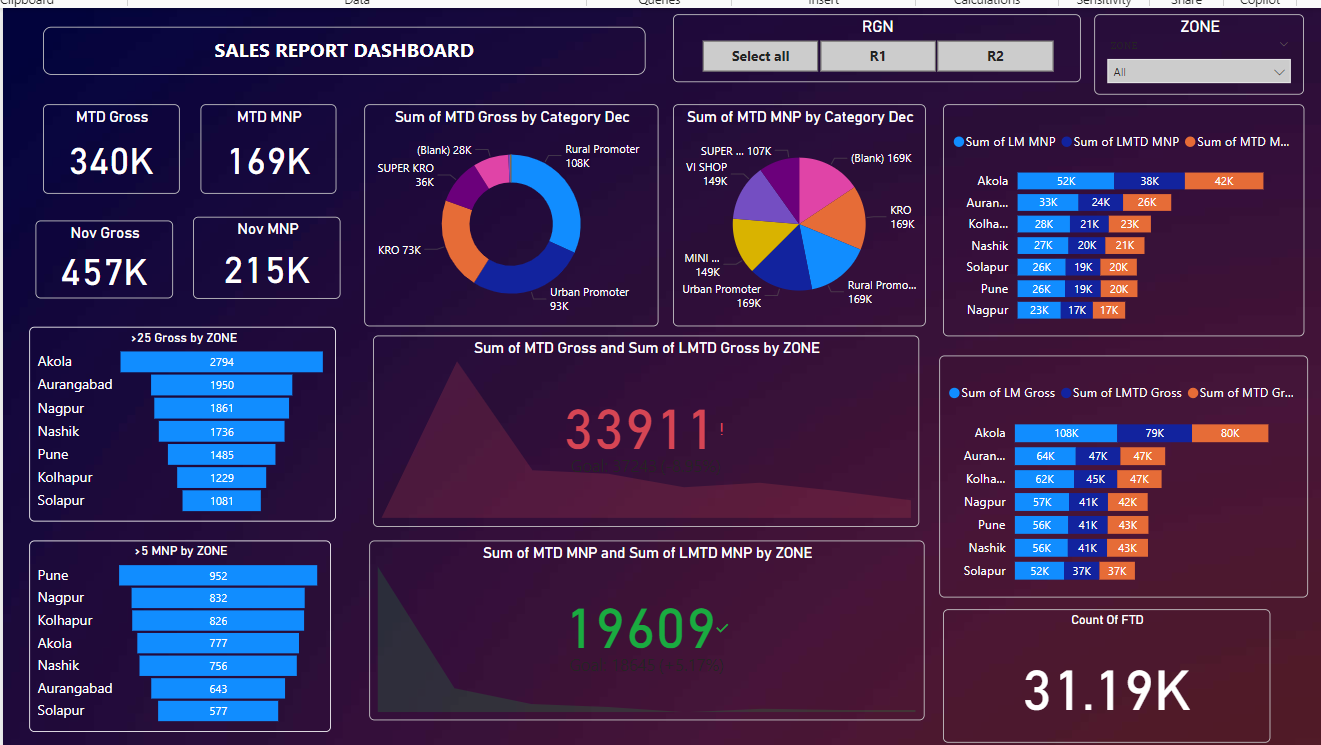 Clipboard
Data
Queries
Insert
Calculations
Sensitivity
Share
Copilot
SALES REPORT DASHBOARD
RGN
Select all
R1
R2
ZONE
All
MTD Gross
340K
MTD MNP
169K
Nov Gross
457K
Nov MNP
215K
Sum of MTD Gross by Category Dec
(Blank) 28K
Rural Promoter
108K
SUPER KRO
36K
KRO 73K
Urban Promoter
93K
Sum of MTD MNP by Category Dec
SUPER ... 107K
(Blank) 169K
VI SHOP
149K
KRO
169K
MINI ...
149K
Rural Promo...
169K
Urban Promoter
169K
Sum of LM MNP Sum of LMTD MNP Sum of MTD M...
Akola 52K 38K 42K
Auran... 33K 24K 26K
Kolha... 28K 21K 23K
Nashik 27K 20K 21K
Solapur 26K 19K 20K
Pune 26K 19K 20K
Nagpur 23K 17K 17K
>25 Gross by ZONE
Akola 2794
Aurangabad 1950
Nagpur 1861
Nashik 1736
Pune 1485
Kolhapur 1229
Solapur 1081
Sum of MTD Gross and Sum of LMTD Gross by ZONE
33911!
Sum of LM Gross Sum of LMTD Gross Sum of MTD Gr...
Akola 108K 79K 80K
Auran... 64K 47K 47K
Kolha... 62K 45K 47K
Nagpur 57K 41K 42K
Pune 56K 41K 43K
Nashik 56K 41K 43K
Solapur 52K 37K 37K
>5 MNP by ZONE
Pune 952
Nagpur 832
Kolhapur 826
Akola 777
Nashik 756
Aurangabad 643
Solapur 577
Sum of MTD MNP and Sum of LMTD MNP by ZONE
19609✓
Count Of FTD
31.19K